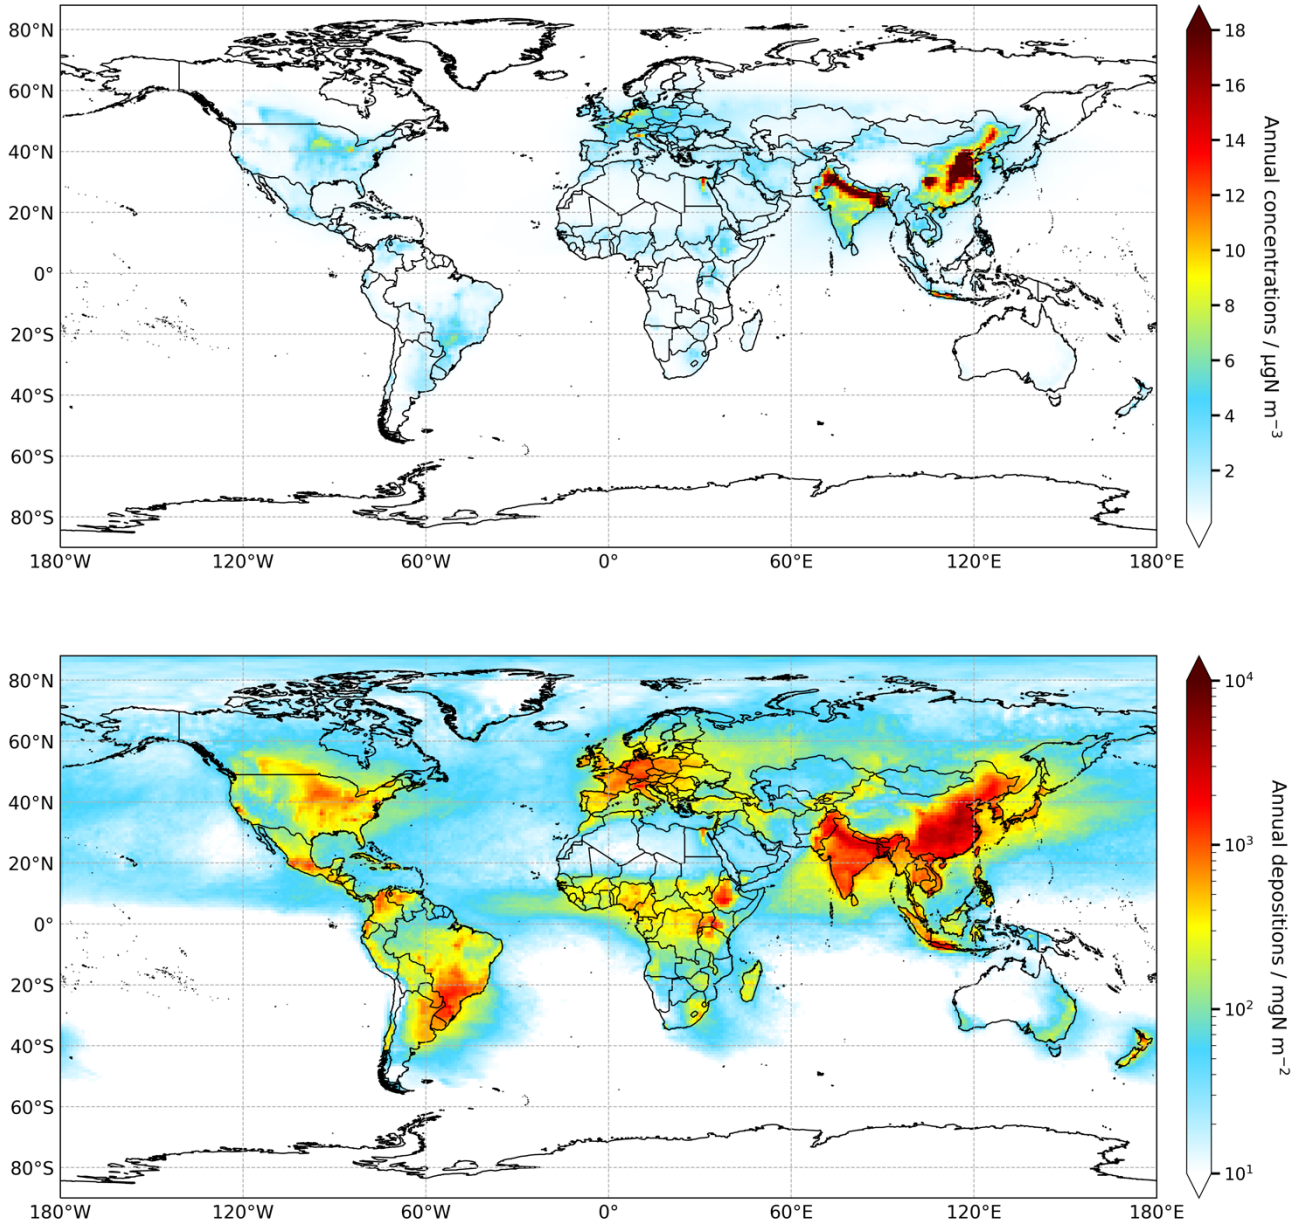 80°N
60°N
40°N
20°N
0°
20°S
40°S
60°S
80°S
180°W 120°W 60°W 0° 60°E 120°E 180°E
18
16
14
12
10
8
6
4
2
Annual concentrations / μgN m⁻³
80°N
60°N
40°N
20°N
0°
20°S
40°S
60°S
80°S
180°W 120°W 60°W 0° 60°E 120°E 180°E
10⁴
10³
10²
10¹
Annual depositions / mgN m⁻²